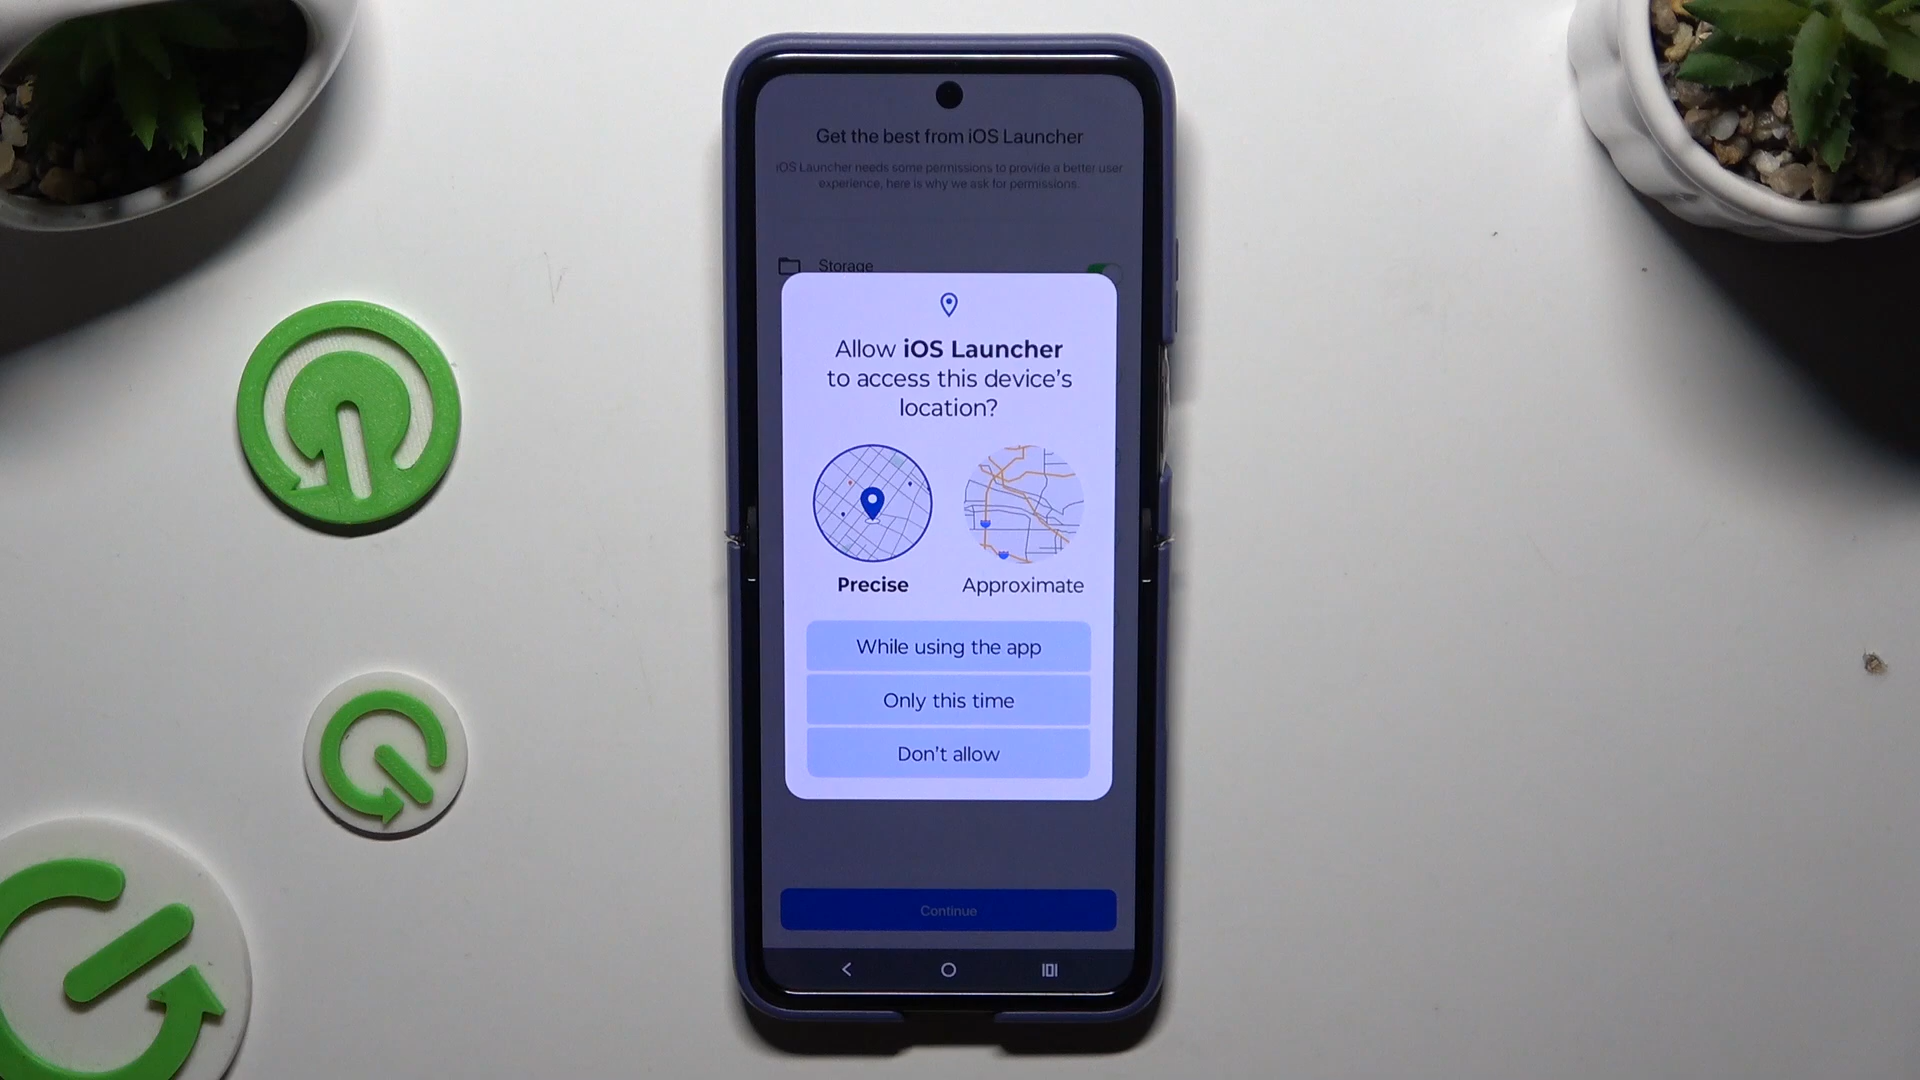 Get the best from iOS Launcher
iOS Launcher needs some permissions to provide a better user
experience, here is why we ask for permissions.
Storage
Allow iOS Launcher
to access this device's
location?
Precise
Approximate
While using the app
Only this time
Don't allow
Continue